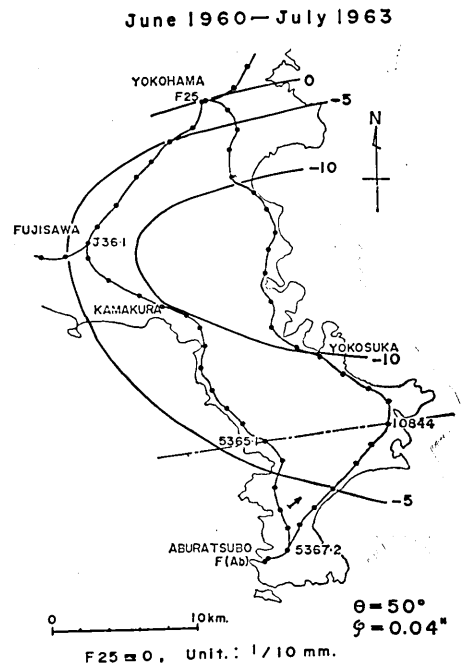 June 1960—July 1963
YOKOHAMA
F25
0
-5
N
-10
FUJISAWA
J36·1
KAMAKURA
YOKOSUKA
-10
10844
5365·1
-5
ABURATSUBO
F(Ab)
5367·2
0 10km.
θ=50°
φ=0.04"
F25=0, Unit.: 1/10 mm.